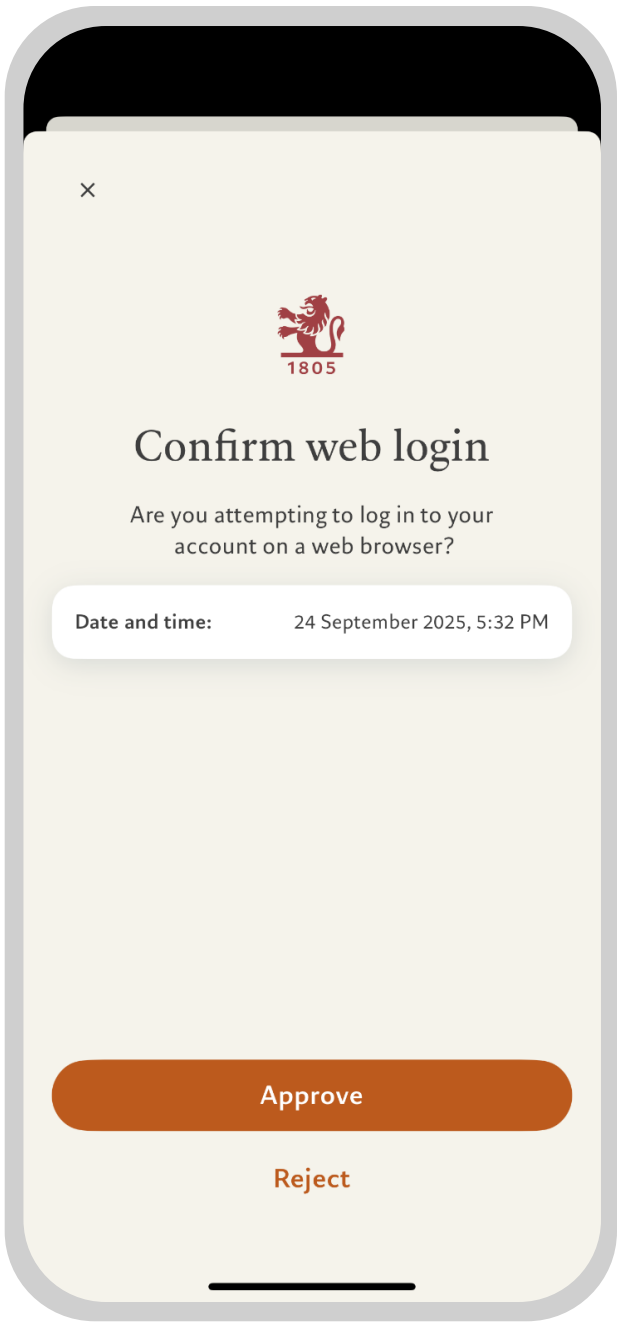 1805
Confirm web login
Are you attempting to log in to your
account on a web browser?
Date and time: 24 September 2025, 5:32 PM
Approve
Reject